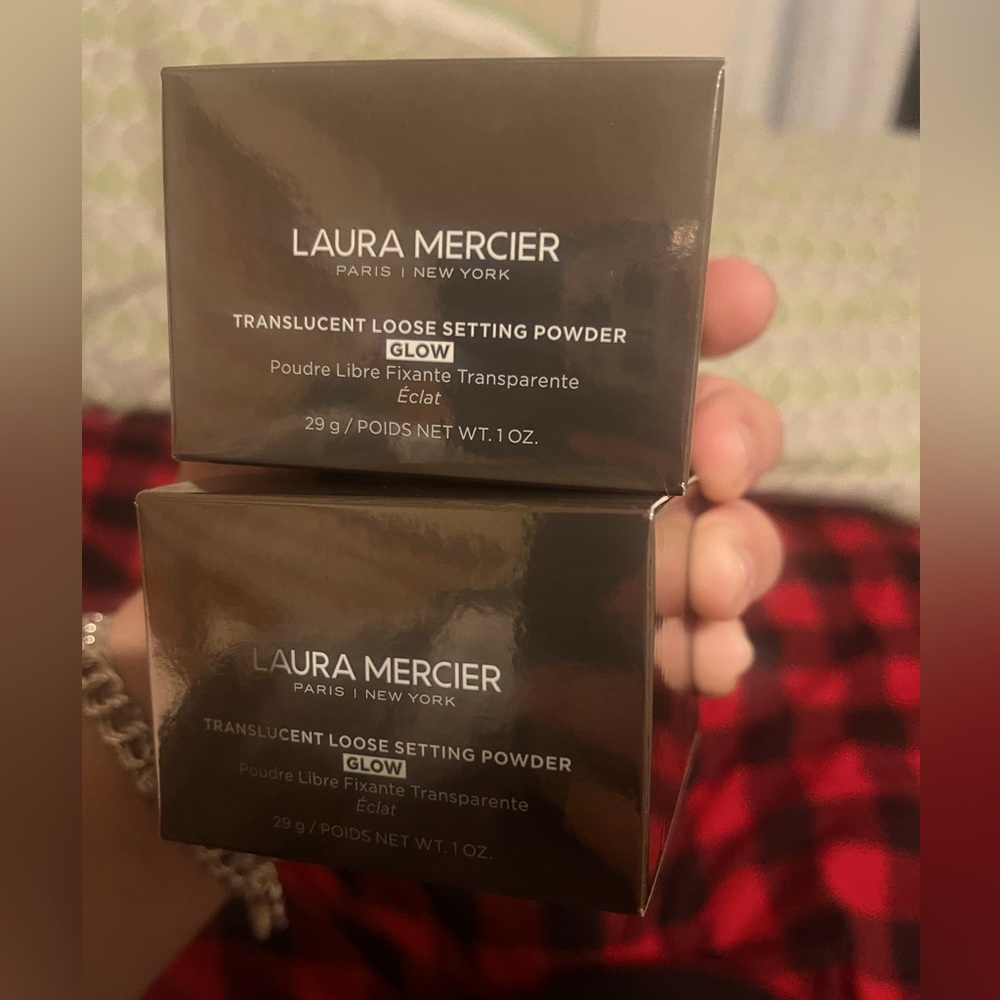 LAURA MERCIER
PARIS | NEW YORK
TRANSLUCENT LOOSE SETTING POWDER
GLOW
Poudre Libre Fixante Transparente
Éclat
29 g / POIDS NET WT. 1 OZ.
LAURA MERCIER
PARIS | NEW YORK
TRANSLUCENT LOOSE SETTING POWDER
GLOW
Poudre Libre Fixante Transparente
Éclat
29 g / POIDS NET WT. 1 OZ.